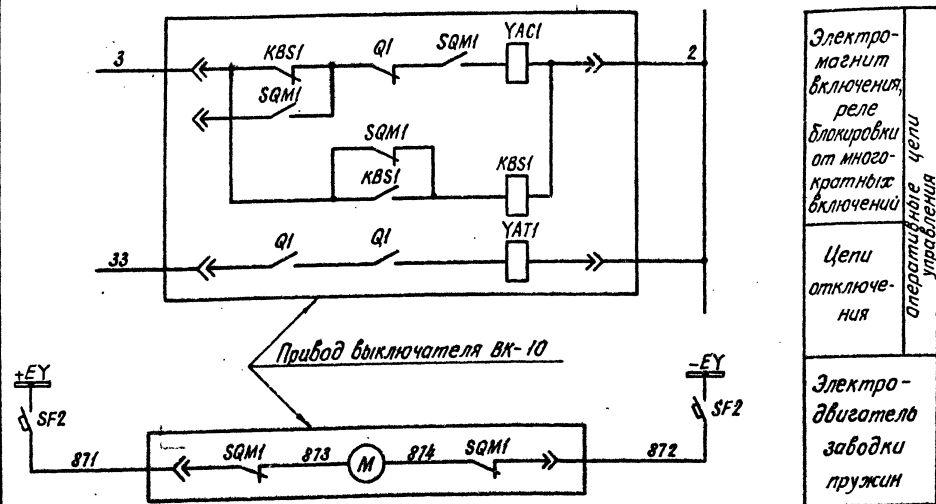 3
KBS1
Q1
SQM1
YAC1
2
SQM1
SQM1
KBS1
KBS1
33
Q1
Q1
YAT1
Привод выключателя ВК-10
+EY
SF2
871
SQM1
873
M
874
SQM1
872
-EY
SF2
Электро-
магнит
включения,
реле
блокировки
от много-
кратных
включений
Цепи
отключе-
ния
Оперативные цепи
управления
Электро-
двигатель
заводки
пружин